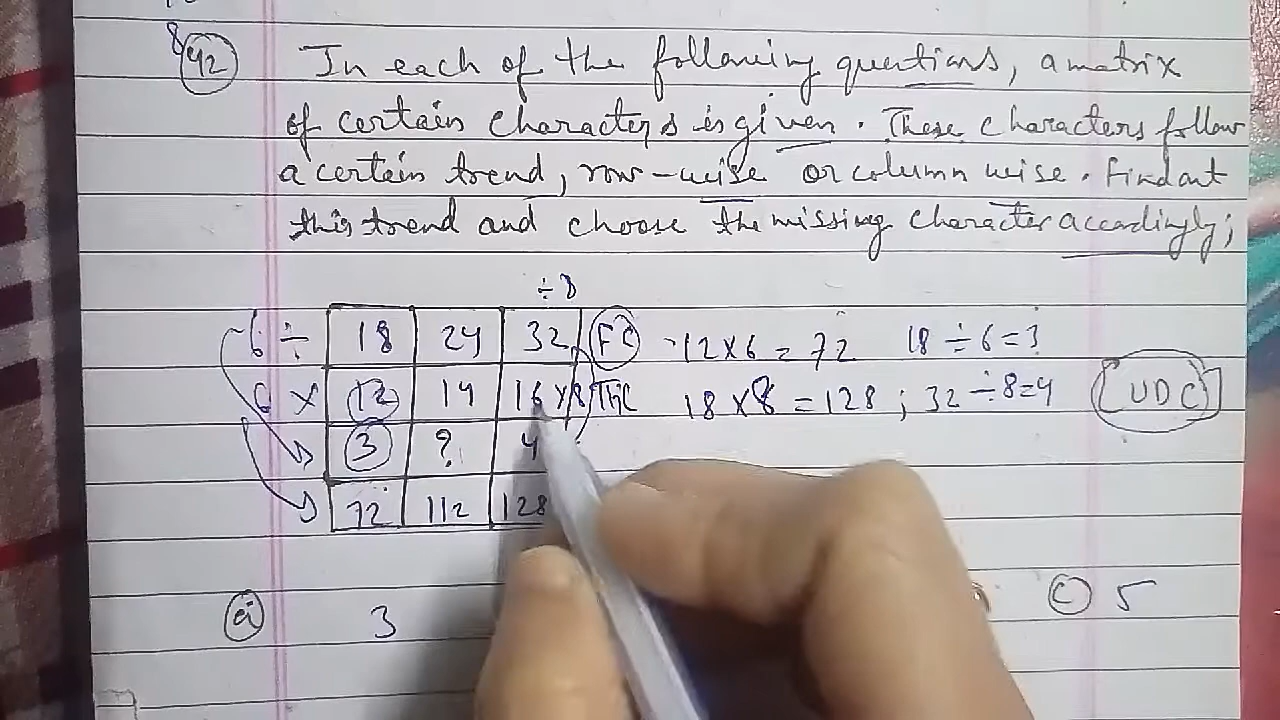 8
42 In each of the following questions, a matrix
of certain characters is given. These characters follow
a certain trend, row-wise or column wise. Find out
this trend and choose the missing character accordingly;
÷8
6 ÷ 18 24 32 FC 12×6 = 72 18 ÷ 6 = 3
6 × 12 14 16 ×8 18 × 8 = 128 ; 32 ÷ 8 = 4 UDC
3 ? 4
72 112 128
a 3 c 5